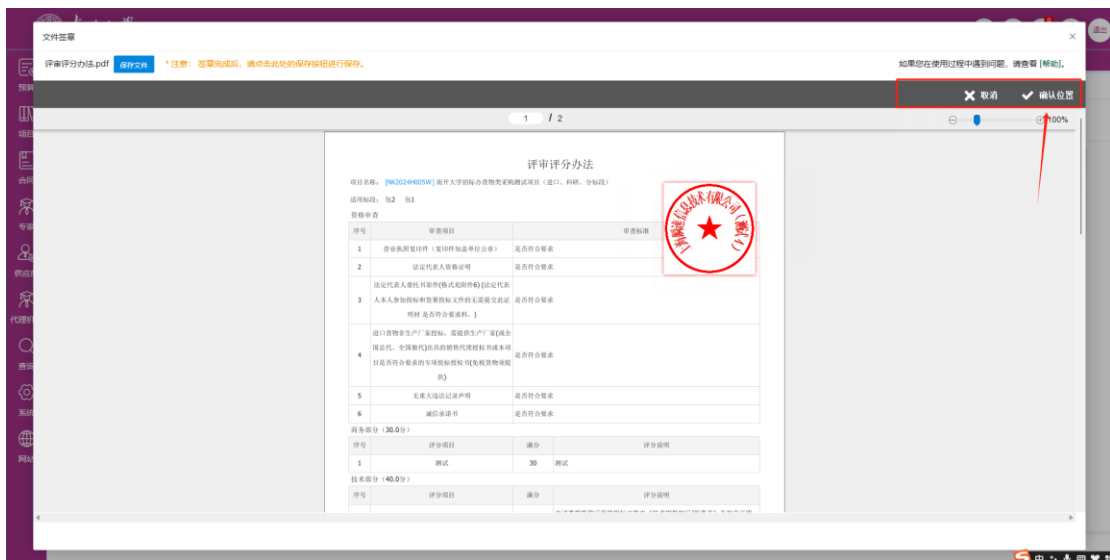 退出
文件签章
×
评审评分办法.pdf 保存文件 *注意： 签章完成后，请点击此处的保存按钮进行保存。
如果您在使用过程中遇到问题，请查看 [帮助]。
取消 确认位置
1 / 2
100%
预算
项目
合同
专家
供应
代理机
查询
系统
网站
评审评分办法
项目名称： [NK2024H005W] 南开大学招标办货物类采购测试项目（进口、科研、分标段）
适用标段： 包2 包1
资格审查
序号 审查项目 审查标准
1 营业执照复印件（复印件加盖单位公章） 是否符合要求
2 法定代表人资格证明 是否符合要求
法定代表人委托书原件(格式见附件6)(法定代表
3 人本人参加投标和签署投标文件的无需提交此证 是否符合要求
明材 是否符合要求料。)
进口货物非生产厂家投标，需提供生产厂家(或全
国总代、全国独代)出具的销售代理授权书或本项
4 目是否符合要求的专项投标授权书(免税货物须提 是否符合要求
供)
5 无重大违法记录声明 是否符合要求
6 诚信承诺书 是否符合要求
商务部分（30.0分）
序号 评分项目 满分 评分说明
1 测试 30 测试
技术部分（40.0分）
序号 评分项目 满分 评分说明
信息技术有限公司（测试
中